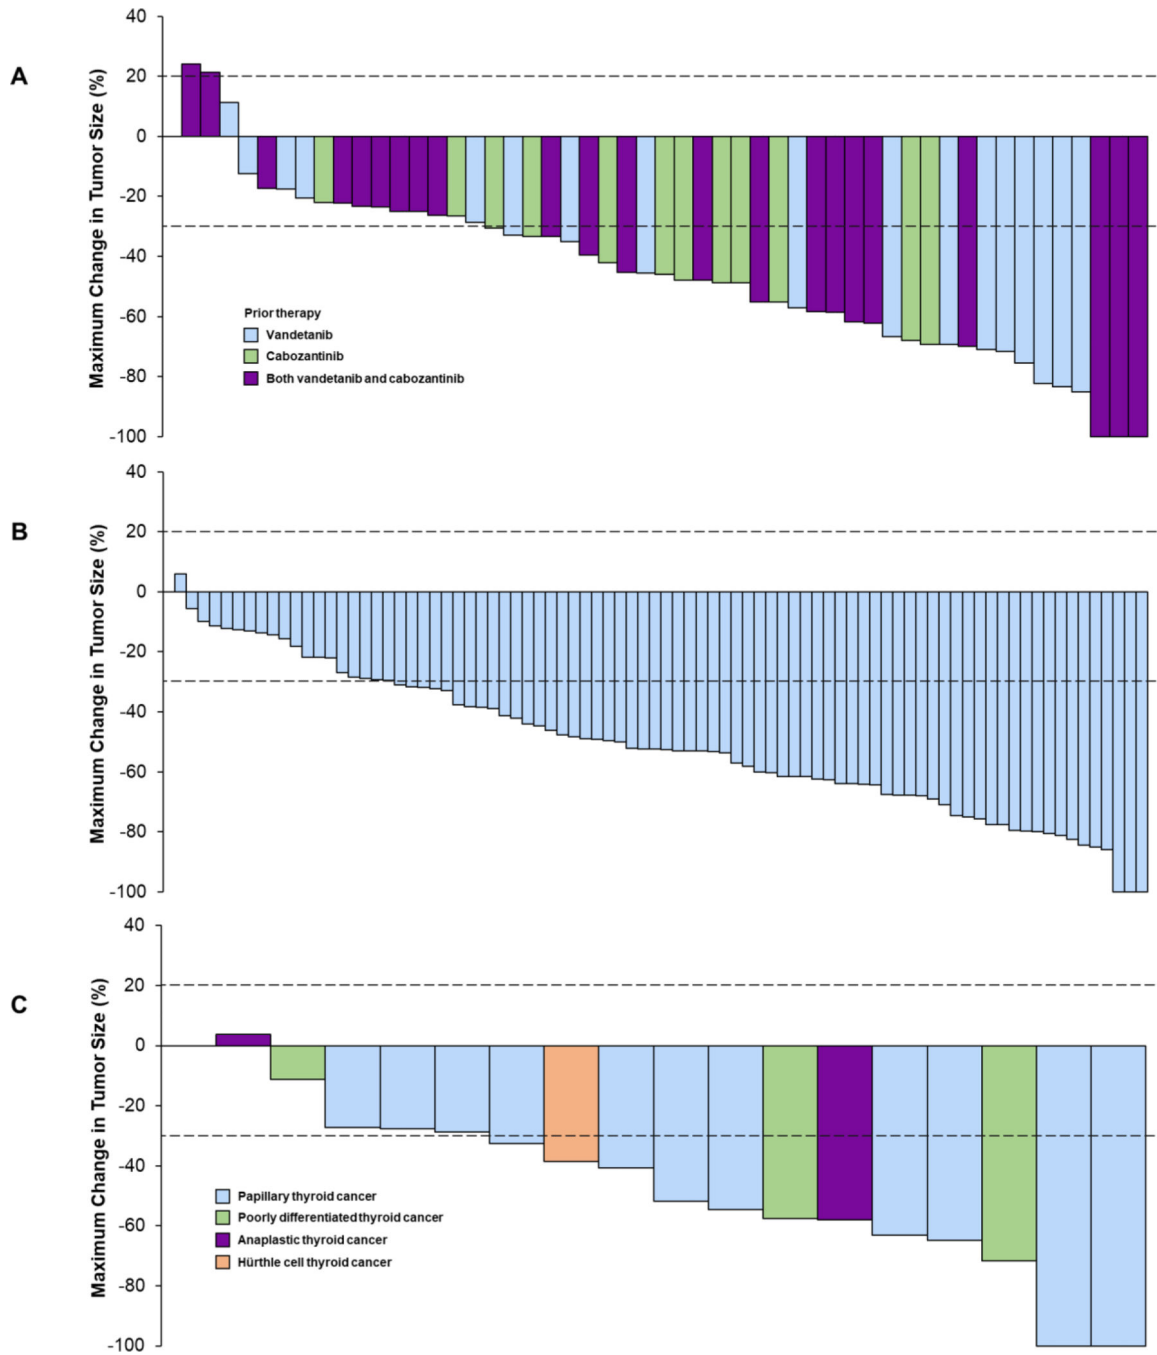 A
Maximum Change in Tumor Size (%)
40
20
0
-20
-40
-60
-80
-100
Prior therapy
Vandetanib
Cabozantinib
Both vandetanib and cabozantinib
B
Maximum Change in Tumor Size (%)
40
20
0
-20
-40
-60
-80
-100
C
Maximum Change in Tumor Size (%)
40
20
0
-20
-40
-60
-80
-100
Papillary thyroid cancer
Poorly differentiated thyroid cancer
Anaplastic thyroid cancer
Hürthle cell thyroid cancer